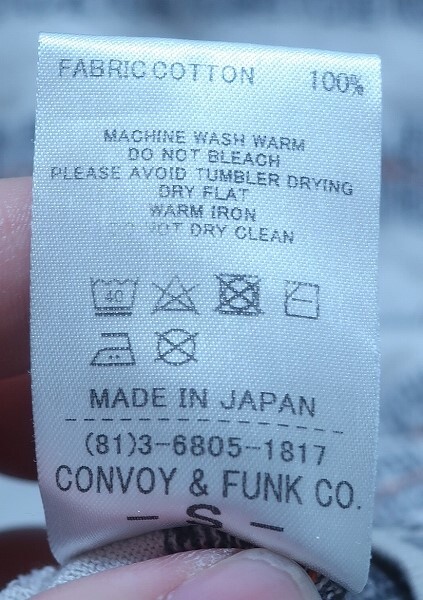 FABRIC COTTON 100%
MACHINE WASH WARM
DO NOT BLEACH
PLEASE AVOID TUMBLER DRYING
DRY FLAT
WARM IRON
DO NOT DRY CLEAN
40
MADE IN JAPAN
(81)3-6805-1817
CONVOY & FUNK CO.
- S -